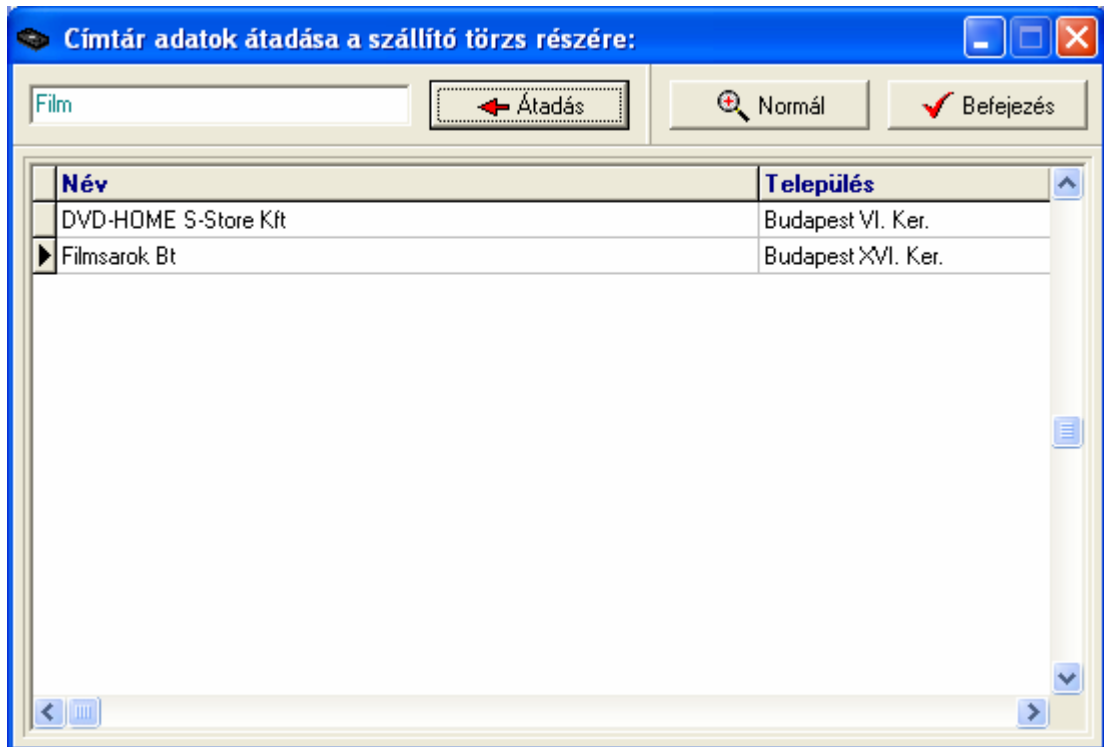 Címtár adatok átadása a szállító törzs részére:
Film
Átadás
Normál
Befejezés
Név Település
DVD-HOME S-Store Kft Budapest VI. Ker.
Filmsarok Bt Budapest XVI. Ker.